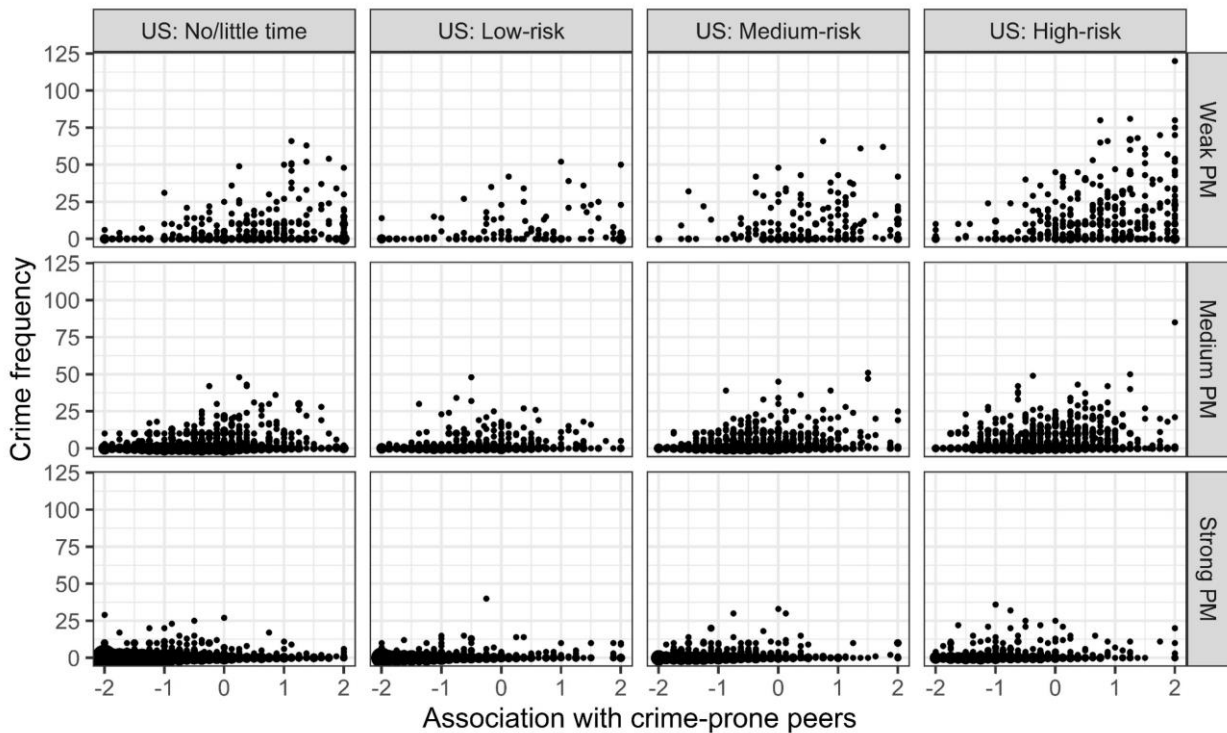 US: No/little time
US: Low-risk
US: Medium-risk
US: High-risk
Crime frequency
125
100
75
50
25
0
Weak PM
125
100
75
50
25
0
Medium PM
125
100
75
50
25
0
Strong PM
-2 -1 0 1 2
-2 -1 0 1 2
-2 -1 0 1 2
-2 -1 0 1 2
Association with crime-prone peers